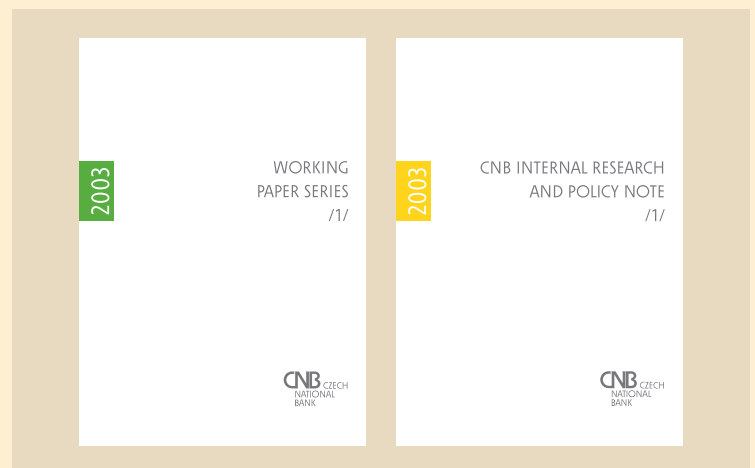 2003
WORKING
PAPER SERIES
/1/
CNB CZECH
NATIONAL
BANK
2003
CNB INTERNAL RESEARCH
AND POLICY NOTE
/1/
CNB CZECH
NATIONAL
BANK